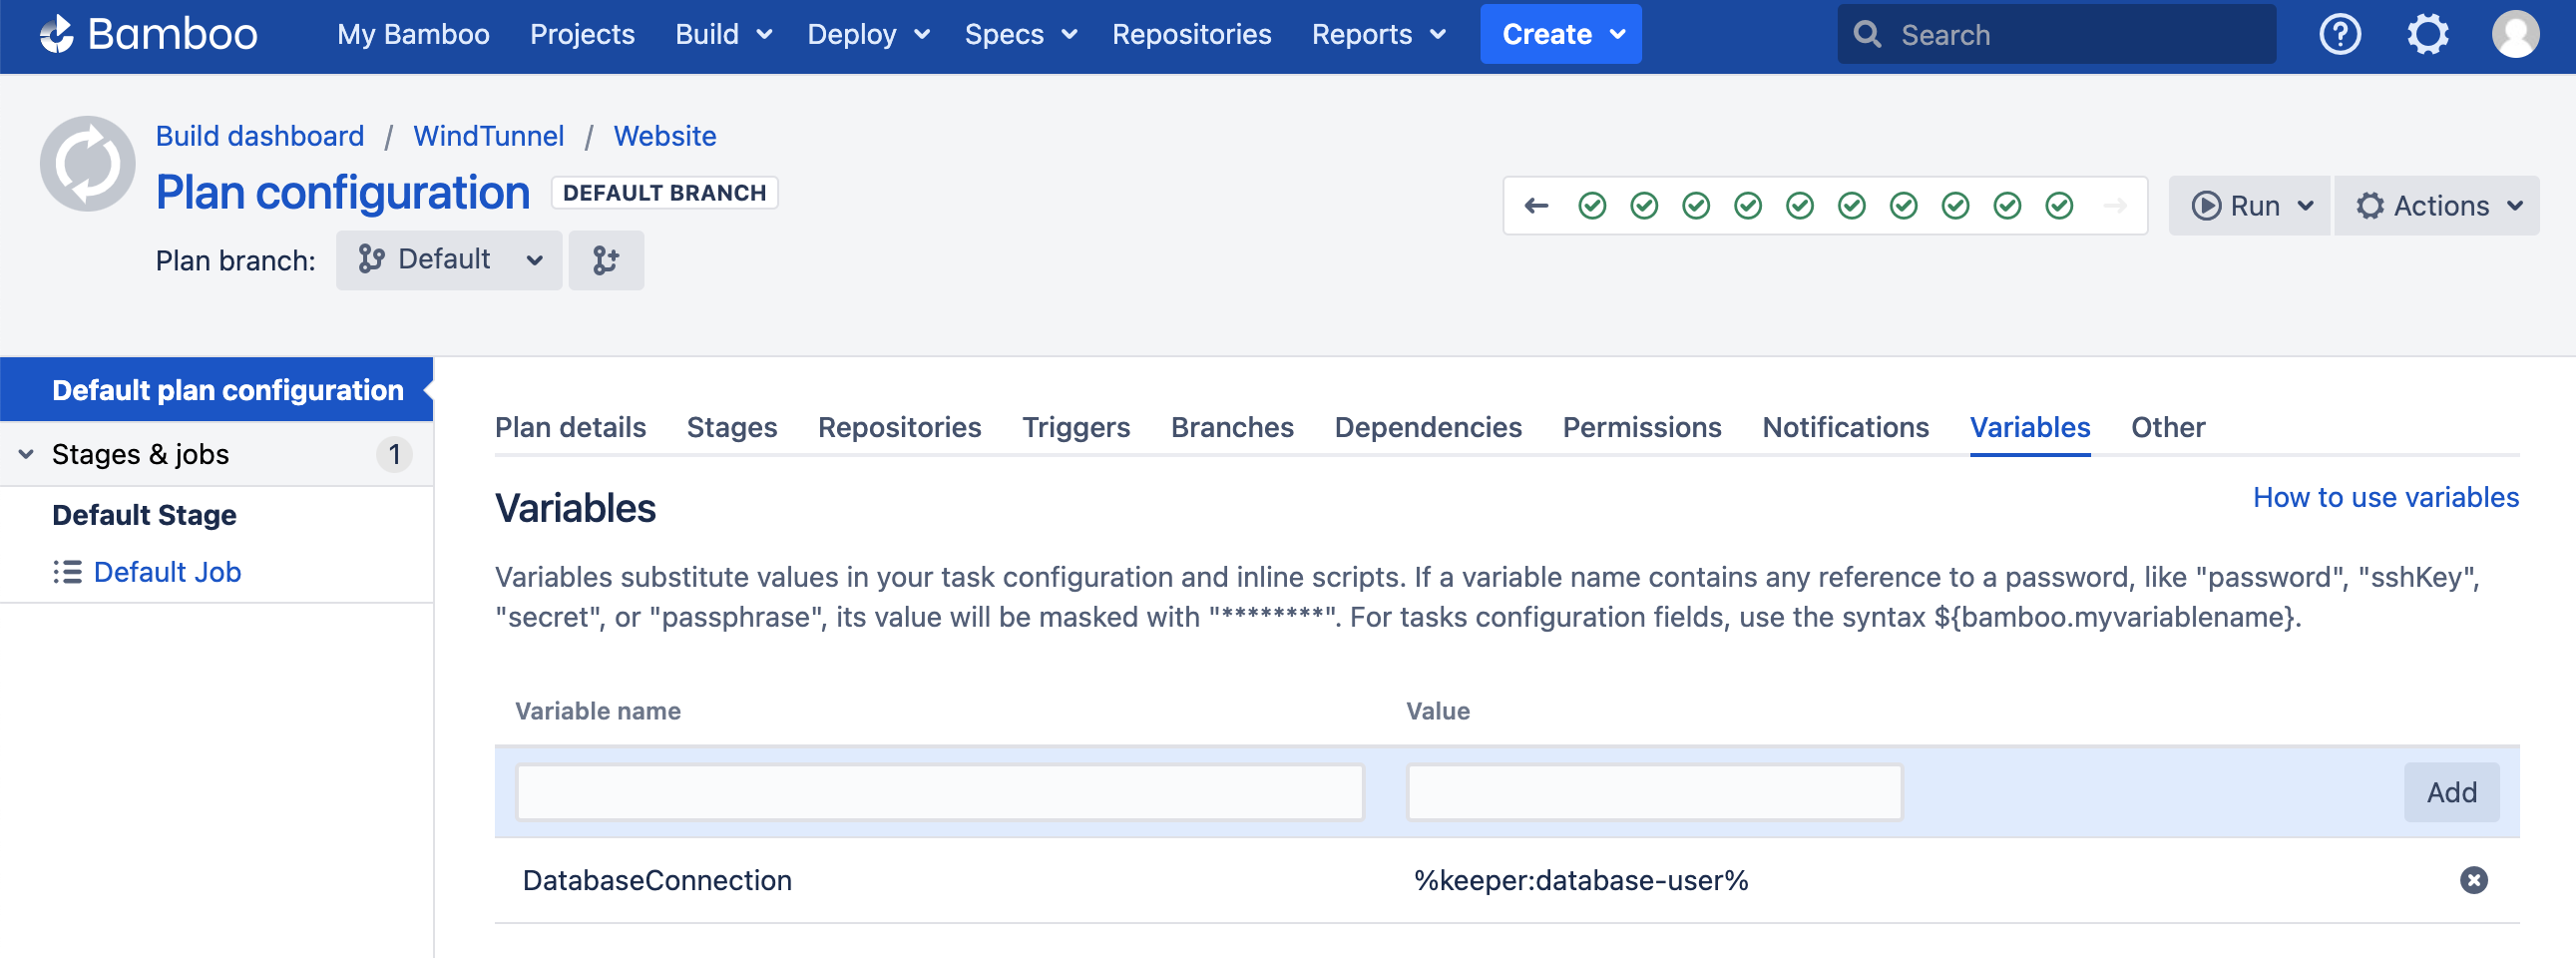 Bamboo My Bamboo Projects Build Deploy Specs Repositories Reports Create Search
Build dashboard / WindTunnel / Website
Plan configuration DEFAULT BRANCH
Run Actions
Plan branch: Default
Default plan configuration
Stages & jobs 1
Default Stage
Default Job
Plan details Stages Repositories Triggers Branches Dependencies Permissions Notifications Variables Other
Variables
How to use variables
Variables substitute values in your task configuration and inline scripts. If a variable name contains any reference to a password, like "password", "sshKey",
"secret", or "passphrase", its value will be masked with "********". For tasks configuration fields, use the syntax ${bamboo.myvariablename}.
Variable name Value
Add
DatabaseConnection %keeper:database-user%